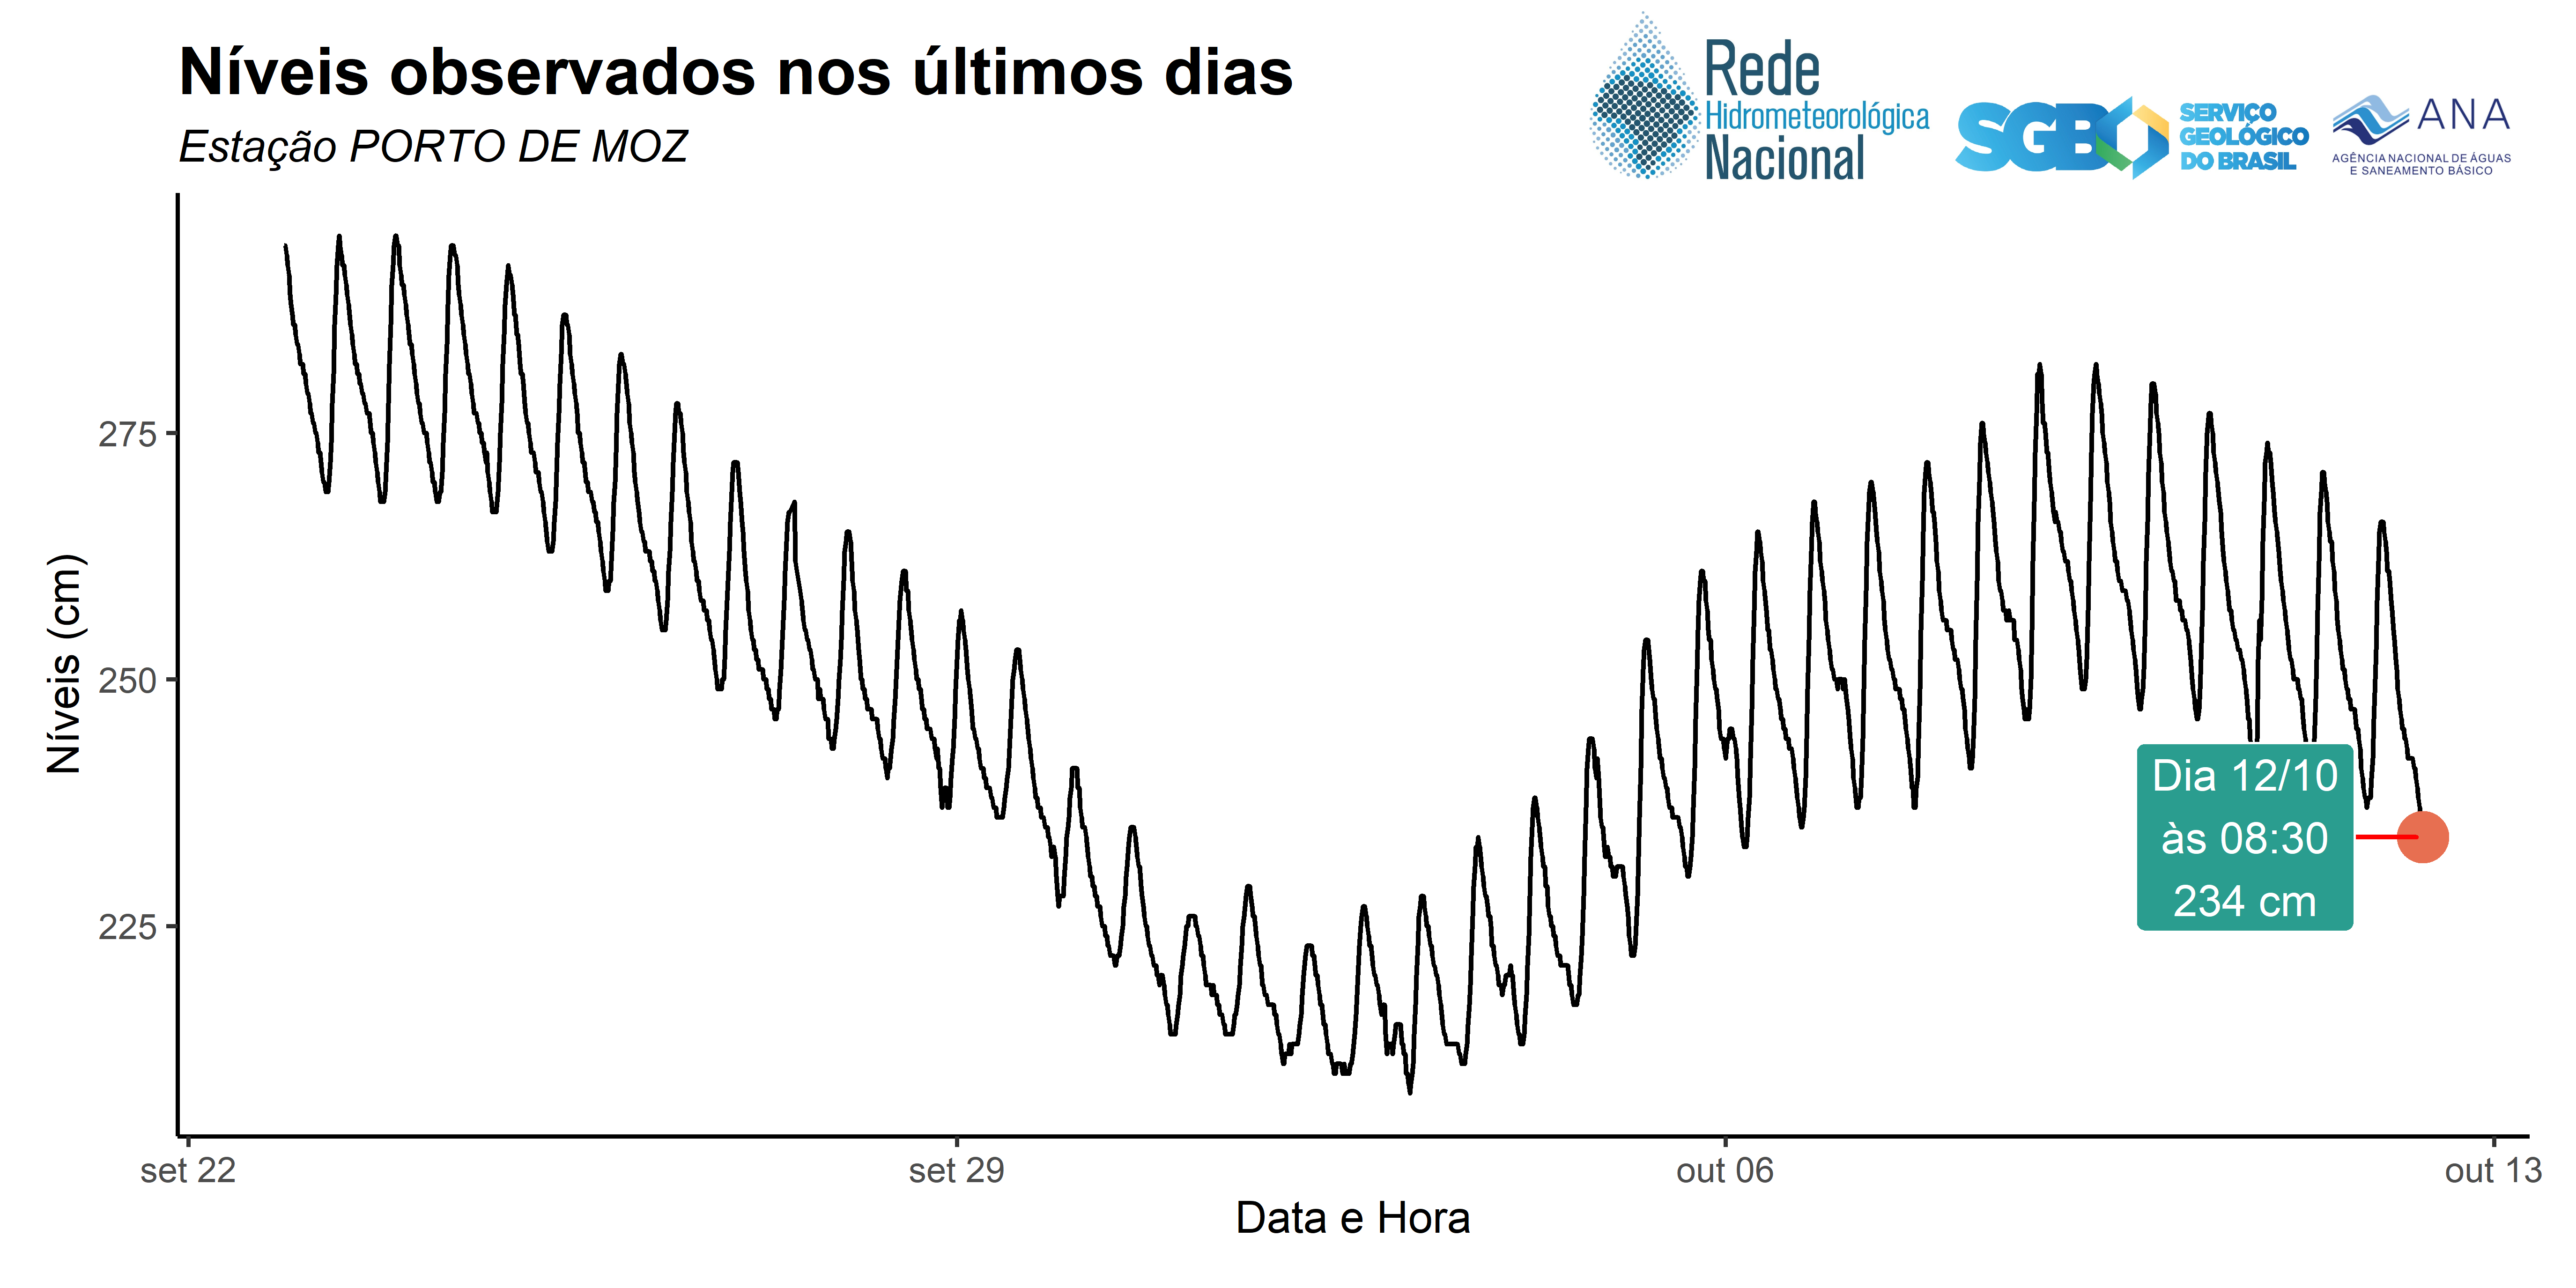 Níveis observados nos últimos dias
Estação PORTO DE MOZ
Rede
Hidrometeorológica
Nacional
SGB
SERVIÇO
GEOLÓGICO
DO BRASIL
ANA
AGÊNCIA NACIONAL DE ÁGUAS
E SANEAMENTO BÁSICO
Níveis (cm)
275
250
225
Dia 12/10
às 08:30
234 cm
set 22
set 29
out 06
out 13
Data e Hora